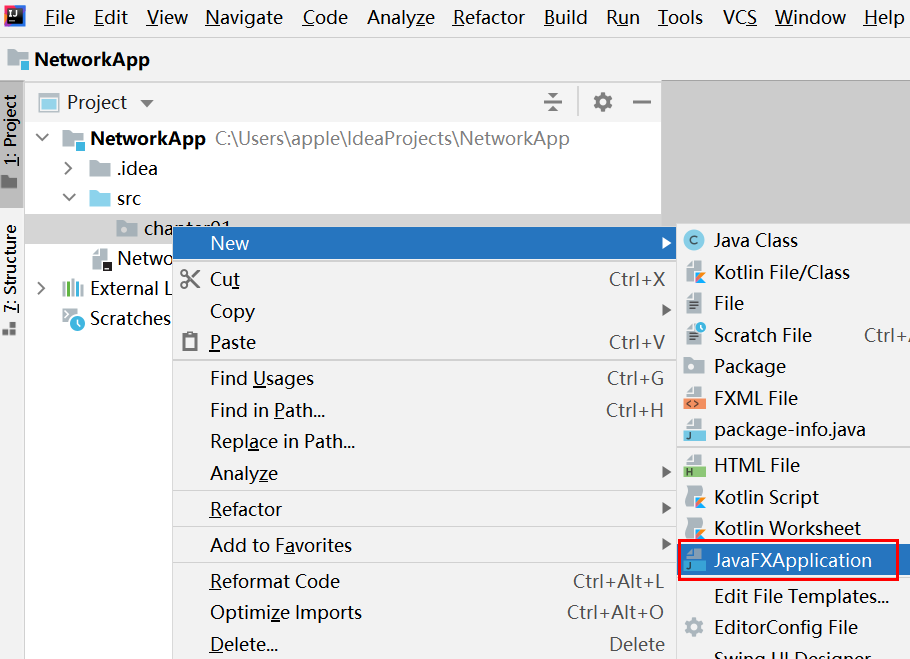 File Edit View Navigate Code Analyze Refactor Build Run Tools VCS Window Help
NetworkApp
1: Project
7: Structure
Project
NetworkApp C:\Users\apple\IdeaProjects\NetworkApp
.idea
src
chapter01
Netwo
External L
Scratches
New
Cut Ctrl+X
Copy
Paste Ctrl+V
Find Usages Ctrl+G
Find in Path... Ctrl+H
Replace in Path...
Analyze
Refactor
Add to Favorites
Reformat Code Ctrl+Alt+L
Optimize Imports Ctrl+Alt+O
Delete... Delete
Java Class
Kotlin File/Class
File
Scratch File Ctrl+
Package
FXML File
package-info.java
HTML File
Kotlin Script
Kotlin Worksheet
JavaFXApplication
Edit File Templates...
EditorConfig File
Swing UI Designer